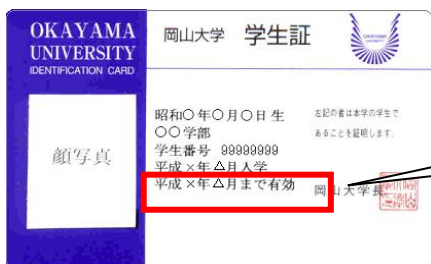 OKAYAMA
UNIVERSITY
IDENTIFICATION CARD
岡山大学 学生証
顔写真
昭和○年○月○日生
○○学部
学生番号 99999999
平成×年△月入学
平成×年△月まで有効
左記の者は本学の学生で
あることを証明します。
岡山大学長